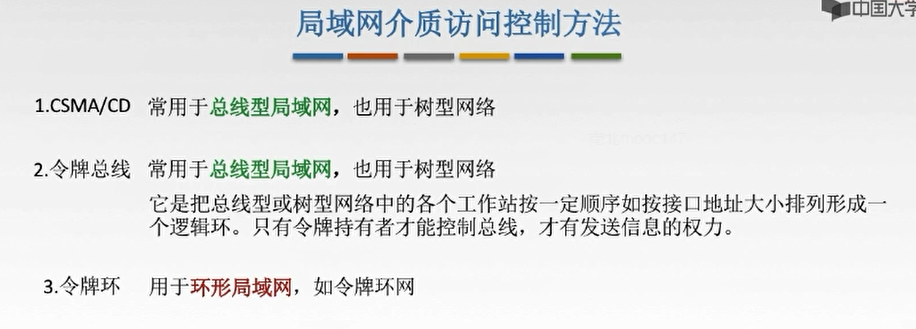 中国大学
局域网介质访问控制方法
1.CSMA/CD 常用于总线型局域网，也用于树型网络
2.令牌总线 常用于总线型局域网，也用于树型网络
它是把总线型或树型网络中的各个工作站按一定顺序如按接口地址大小排列形成一
个逻辑环。只有令牌持有者才能控制总线，才有发送信息的权力。
3.令牌环 用于环形局域网，如令牌环网